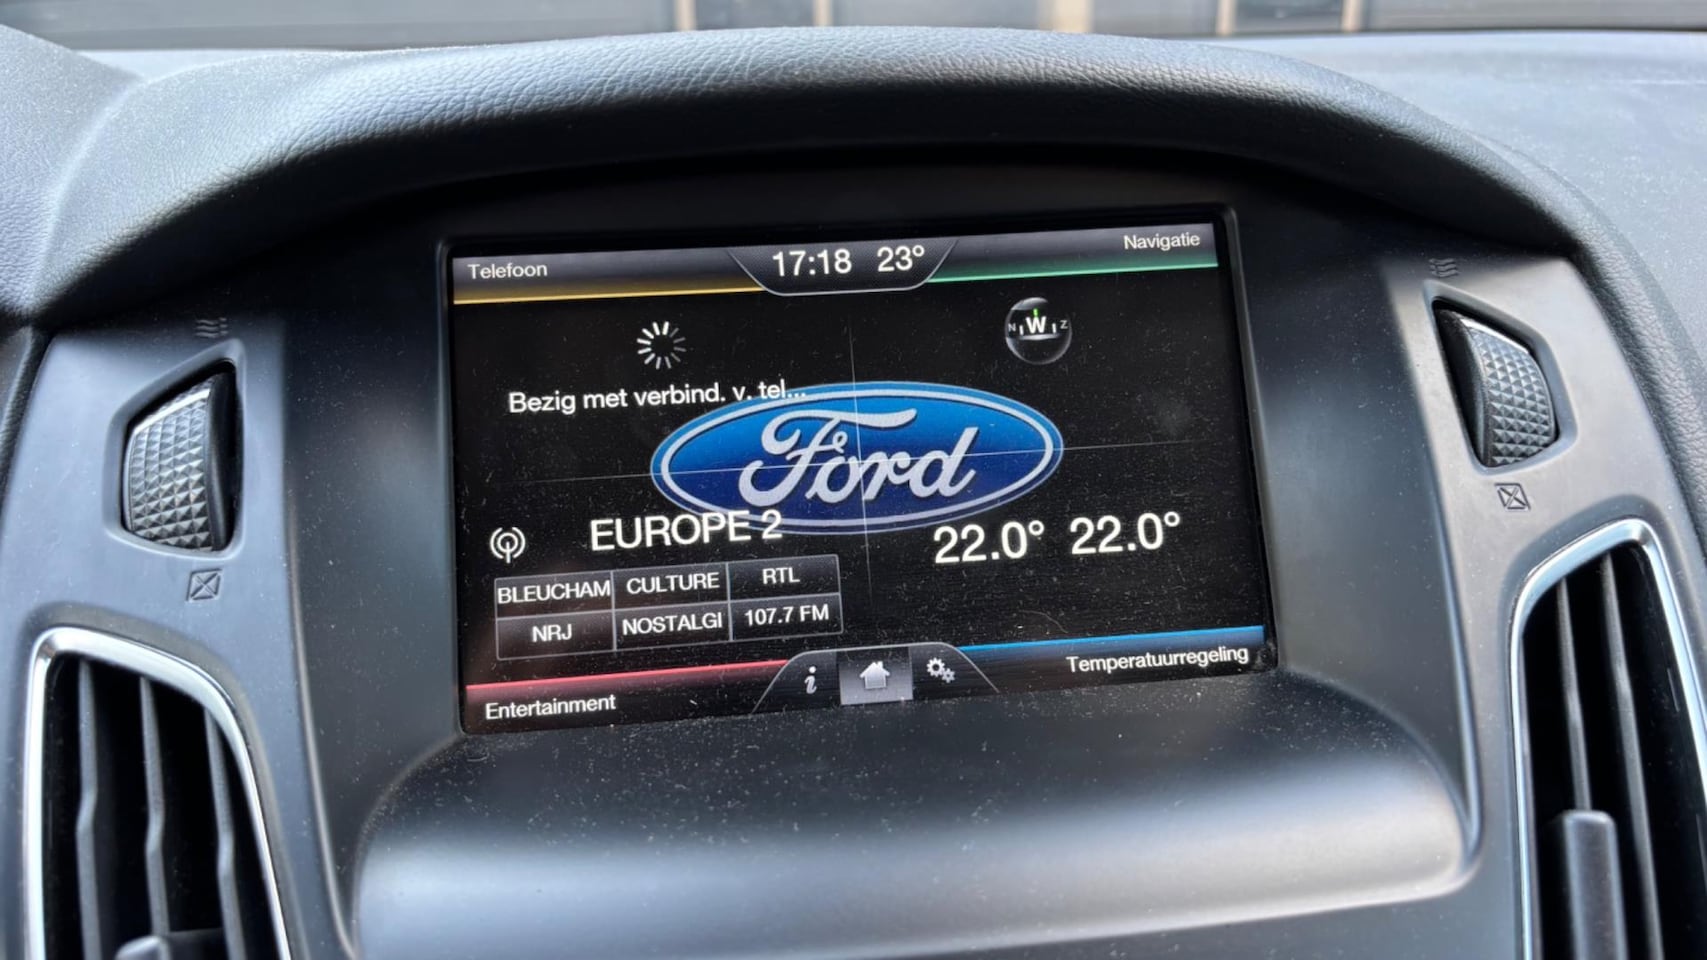 Telefoon
17:18 23°
Navigatie
N W Z
Bezig met verbind. v. tel...
Ford
EUROPE 2
22.0° 22.0°
BLEUCHAM CULTURE RTL
NRJ NOSTALGI 107.7 FM
Entertainment
i
Temperatuurregeling